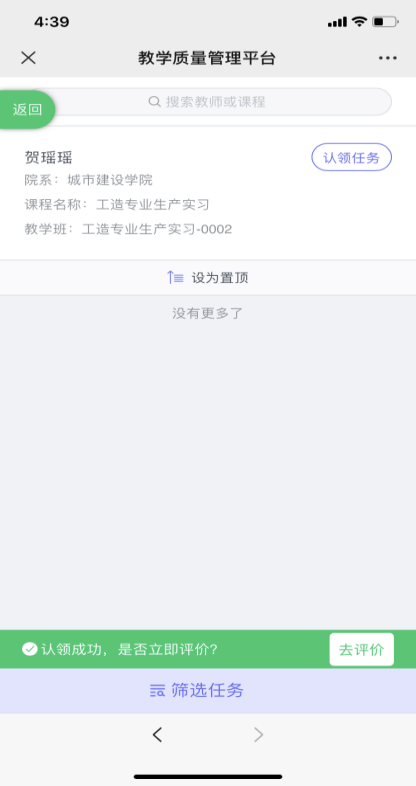 4:39
教学质量管理平台
返回
搜索教师或课程
贺瑶瑶
认领任务
院系：城市建设学院
课程名称：工造专业生产实习
教学班：工造专业生产实习-0002
设为置顶
没有更多了
认领成功，是否立即评价？
去评价
筛选任务